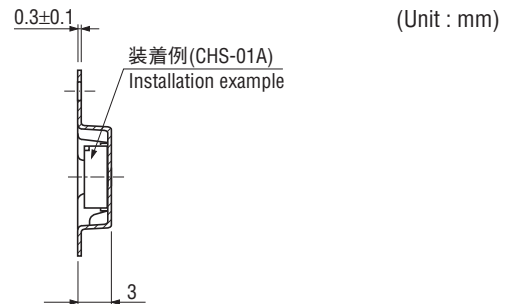 0.3±0.1
(Unit : mm)
装着例(CHS-01A)
Installation example
3